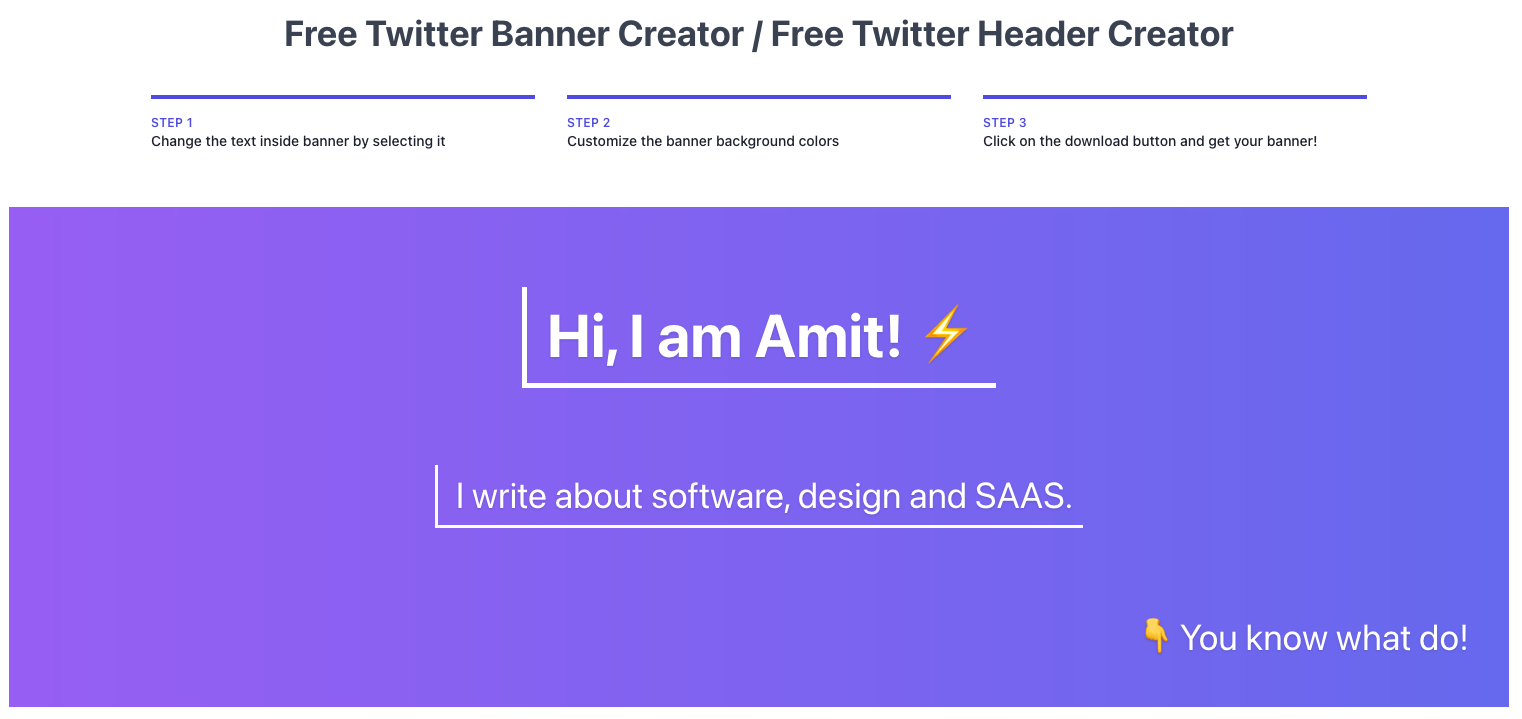 Free Twitter Banner Creator / Free Twitter Header Creator
STEP 1
Change the text inside banner by selecting it
STEP 2
Customize the banner background colors
STEP 3
Click on the download button and get your banner!
Hi, I am Amit! ⚡
I write about software, design and SAAS.
👇 You know what do!